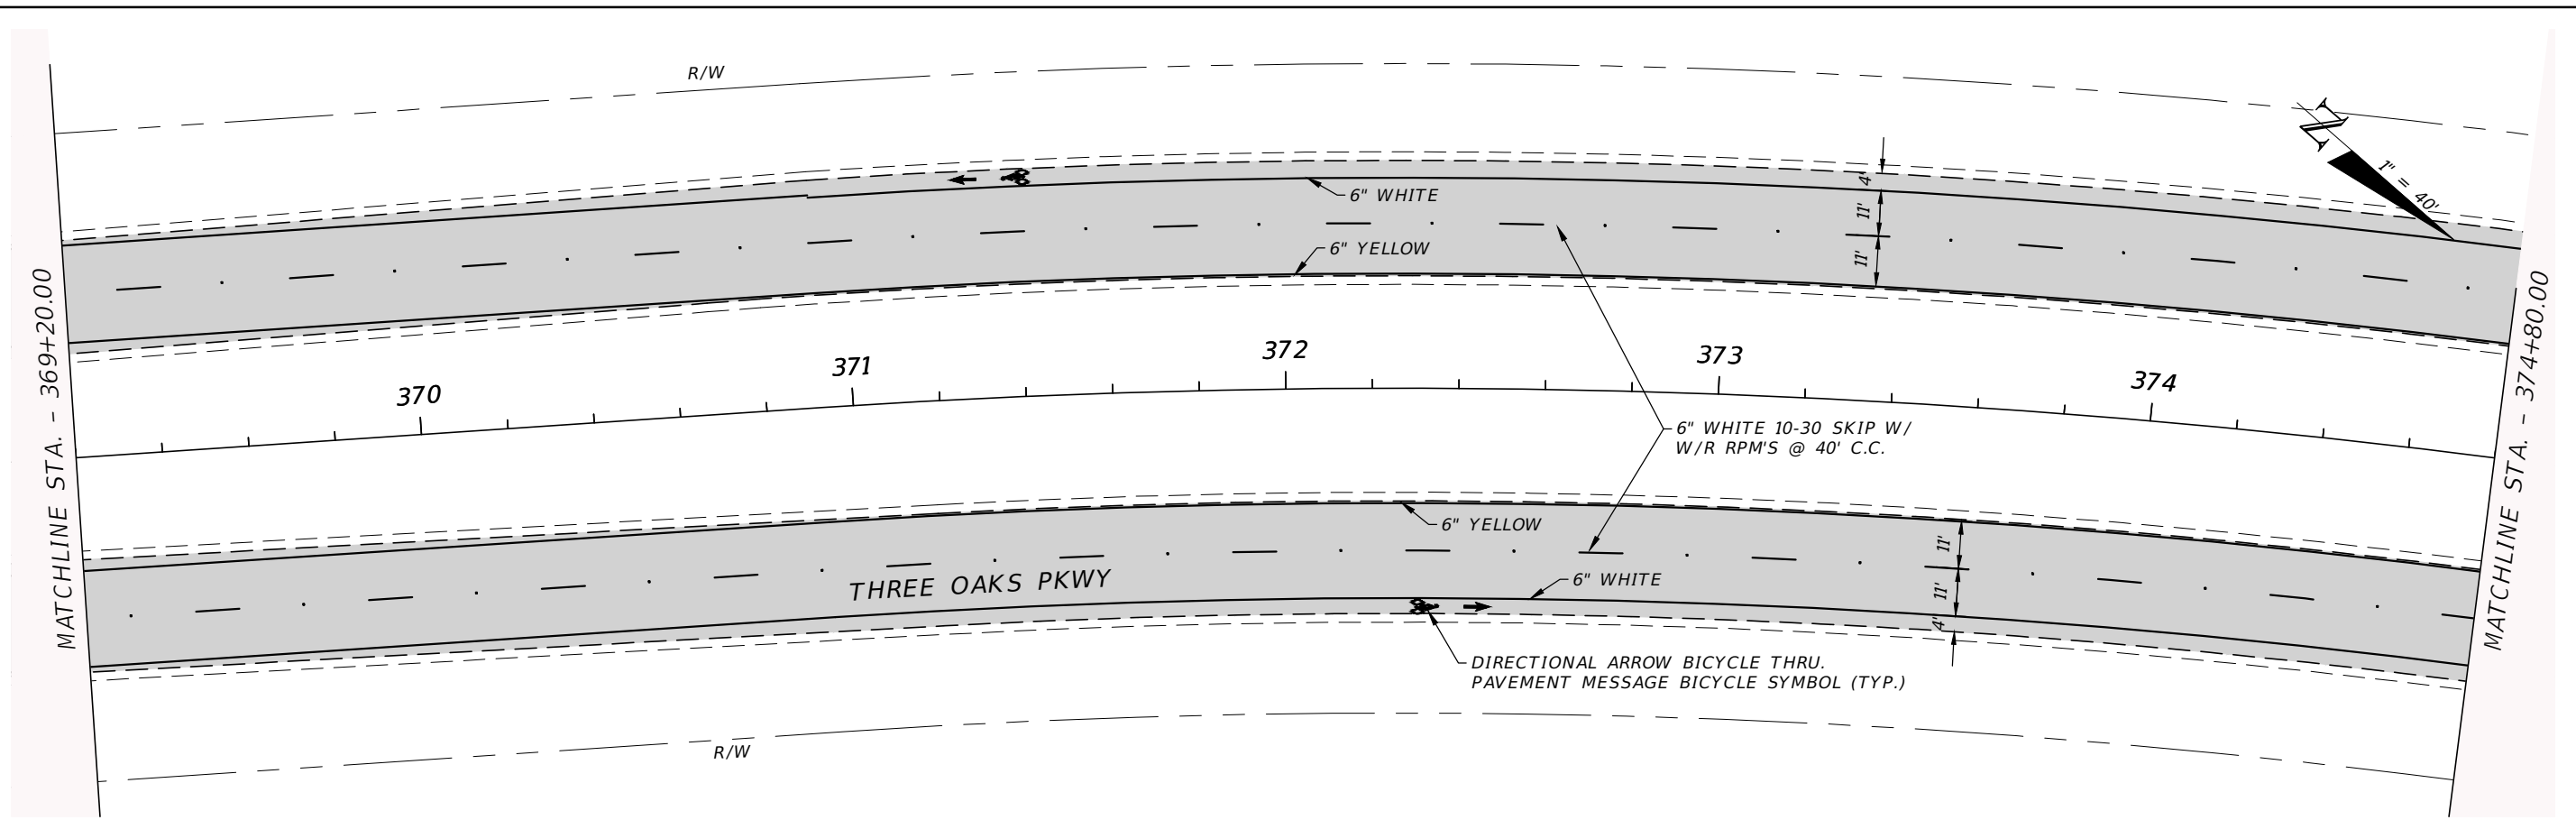 R/W
N
1" = 40'
6" WHITE
4'
11'
11'
6" YELLOW
MATCHLINE STA. - 369+20.00
MATCHLINE STA. - 374+80.00
370
371
372
373
374
6" WHITE 10-30 SKIP W/
W/R RPM'S @ 40' C.C.
6" YELLOW
11'
11'
4'
THREE OAKS PKWY
6" WHITE
DIRECTIONAL ARROW BICYCLE THRU.
PAVEMENT MESSAGE BICYCLE SYMBOL (TYP.)
R/W